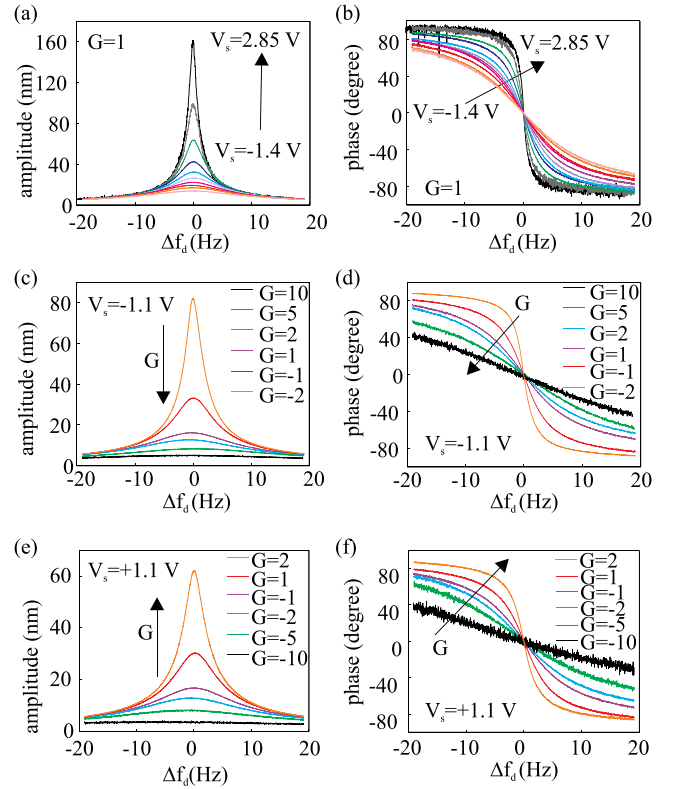 (a)
G=1
V_s=2.85 V
V_s=-1.4 V
amplitude (nm)
160
120
80
40
0
-20 -10 0 10 20
Δf_d (Hz)
(b)
V_s=2.85 V
V_s=-1.4 V
G=1
phase (degree)
80
40
0
-40
-80
-20 -10 0 10 20
Δf_d (Hz)
(c)
V_s=-1.1 V
G
G=10
G=5
G=2
G=1
G=-1
G=-2
amplitude (nm)
80
60
40
20
0
-20 -10 0 10 20
Δf_d (Hz)
(d)
G
V_s=-1.1 V
G=10
G=5
G=2
G=1
G=-1
G=-2
phase (degree)
80
40
0
-40
-80
-20 -10 0 10 20
Δf_d (Hz)
(e)
V_s=+1.1 V
G
G=2
G=1
G=-1
G=-2
G=-5
G=-10
amplitude (nm)
60
40
20
0
-20 -10 0 10 20
Δf_d (Hz)
(f)
G
V_s=+1.1 V
G=2
G=1
G=-1
G=-2
G=-5
G=-10
phase (degree)
80
40
0
-40
-80
-20 -10 0 10 20
Δf_d (Hz)